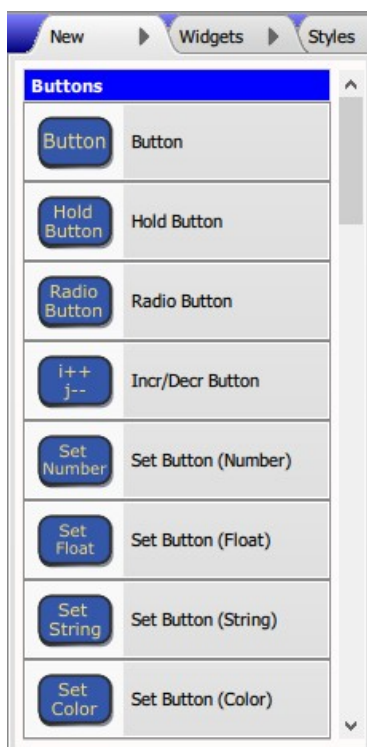 New Widgets Styles
Buttons
Button Button
Hold
Button Hold Button
Radio
Button Radio Button
i++
j-- Incr/Decr Button
Set
Number Set Button (Number)
Set
Float Set Button (Float)
Set
String Set Button (String)
Set
Color Set Button (Color)